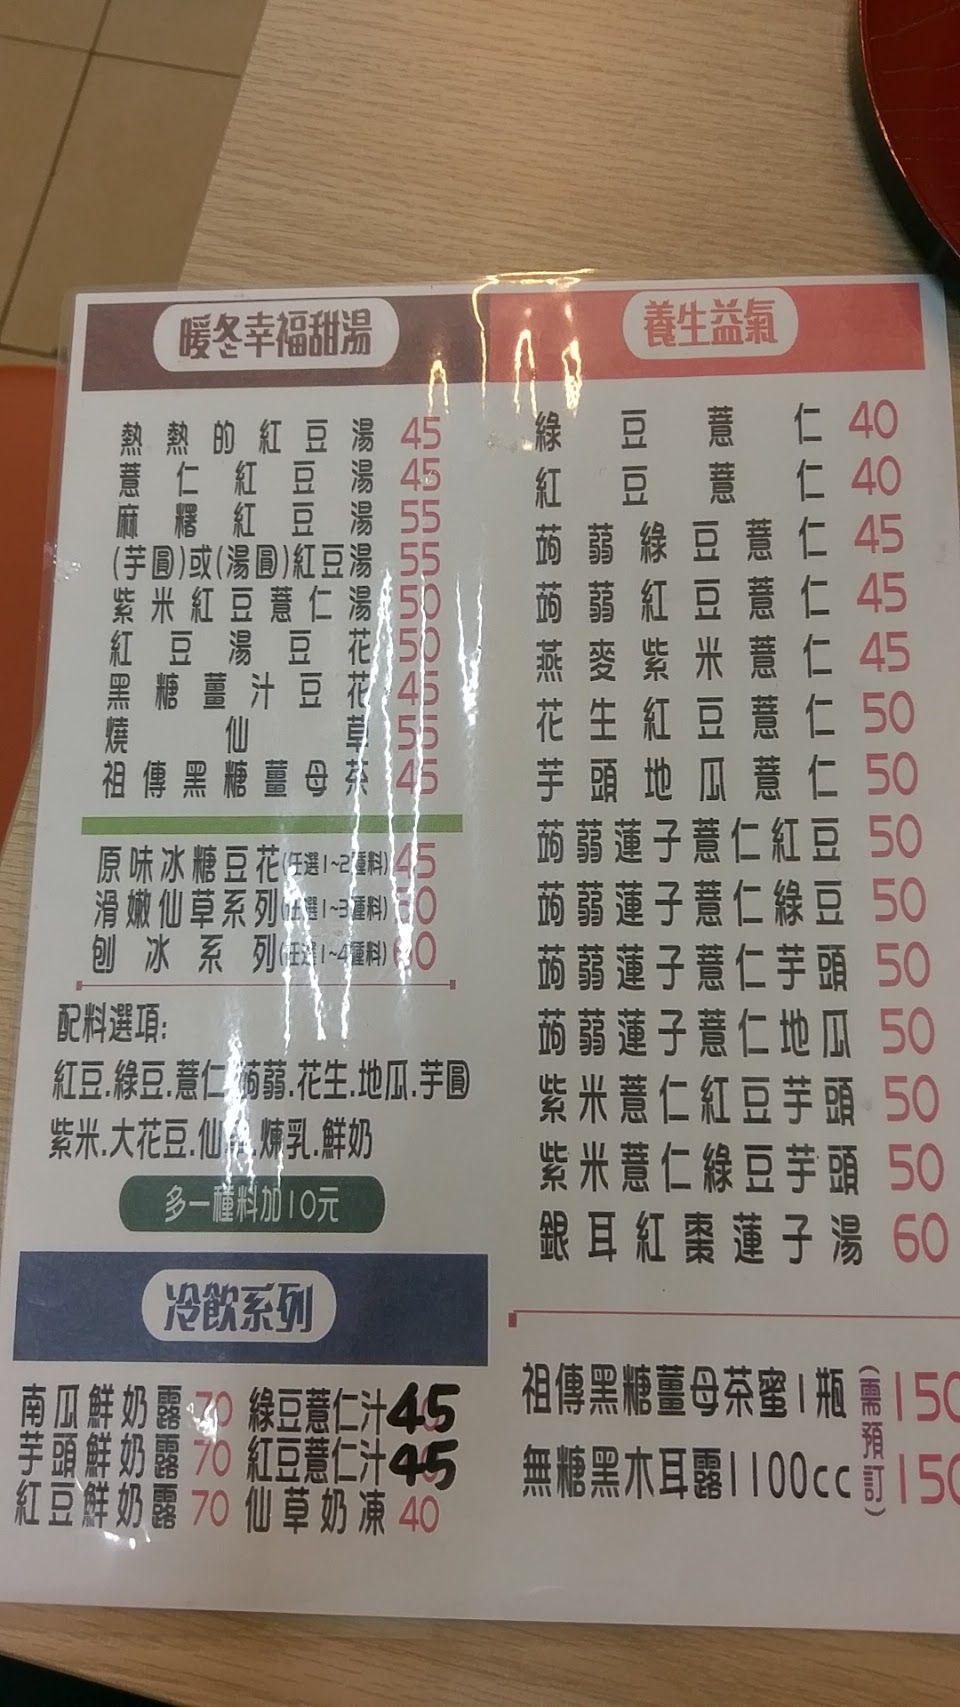 暖冬幸福甜湯
熱熱的紅豆湯 45
薏仁紅豆湯 45
麻糬紅豆湯 55
(芋圓)或(湯圓)紅豆湯 55
紫米紅豆薏仁湯 50
紅豆湯豆花 50
黑糖薑汁豆花 45
燒仙草 55
祖傳黑糖薑母茶 45
原味冰糖豆花(任選1~2種料) 45
滑嫩仙草系列(任選1~3種料) 50
刨冰系列(任選1~4種料) 60
配料選項:
紅豆.綠豆.薏仁.蒟蒻.花生.地瓜.芋圓
紫米.大花豆.仙草.煉乳.鮮奶
多一種料加10元
冷飲系列
南瓜鮮奶露 70 綠豆薏仁汁 45
芋頭鮮奶露 70 紅豆薏仁汁 45
紅豆鮮奶露 70 仙草奶凍 40
養生益氣
綠豆薏仁 40
紅豆薏仁 40
蒟蒻綠豆薏仁 45
蒟蒻紅豆薏仁 45
燕麥紫米薏仁 45
花生紅豆薏仁 50
芋頭地瓜薏仁 50
蒟蒻蓮子薏仁紅豆 50
蒟蒻蓮子薏仁綠豆 50
蒟蒻蓮子薏仁芋頭 50
蒟蒻蓮子薏仁地瓜 50
紫米薏仁紅豆芋頭 50
紫米薏仁綠豆芋頭 50
銀耳紅棗蓮子湯 60
祖傳黑糖薑母茶蜜1瓶 150
無糖黑木耳露1100cc 150
(需預訂)